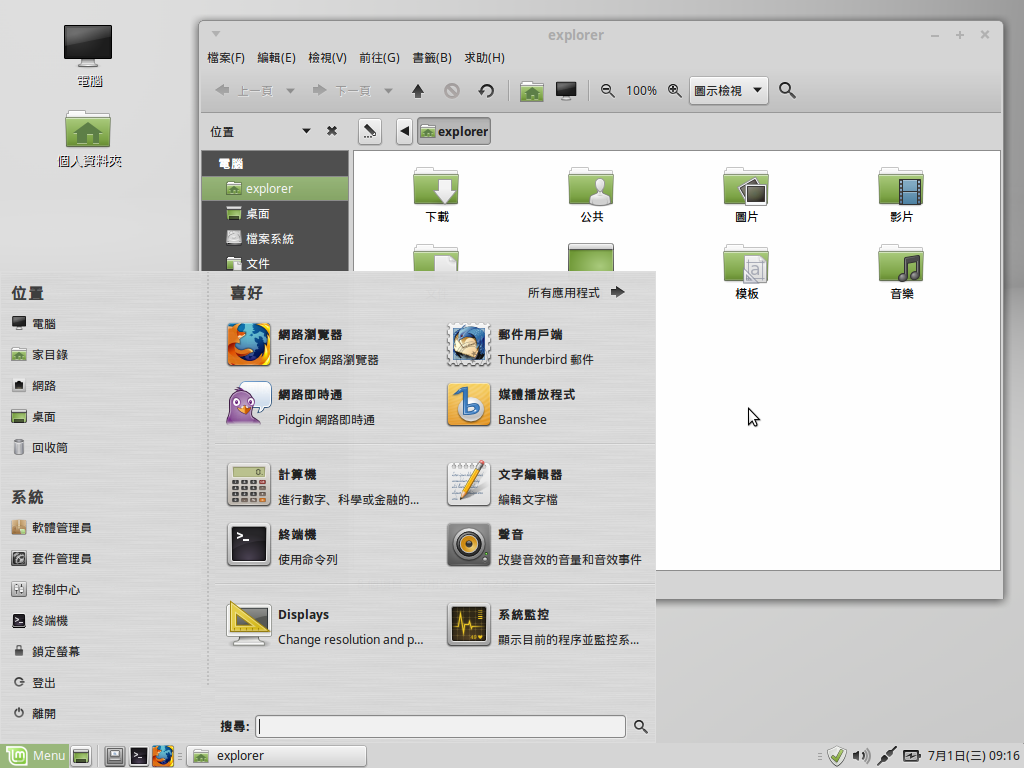 電腦
個人資料夾
explorer
檔案(F) 編輯(E) 檢視(V) 前往(G) 書籤(B) 求助(H)
上一頁 下一頁 100% 圖示檢視
位置 explorer
電腦
explorer
桌面
檔案系統
文件
下載 公共 圖片 影片
模板 音樂
位置
電腦
家目錄
網路
桌面
回收筒
系統
軟體管理員
套件管理員
控制中心
終端機
鎖定螢幕
登出
離開
喜好 所有應用程式
網路瀏覽器
Firefox 網路瀏覽器
郵件用戶端
Thunderbird 郵件
網路即時通
Pidgin 網路即時通
媒體播放程式
Banshee
計算機
進行數字、科學或金融的...
文字編輯器
編輯文字檔
終端機
使用命令列
聲音
改變音效的音量和音效事件
Displays
Change resolution and p...
系統監控
顯示目前的程序並監控系...
搜尋:
Menu explorer 7月1日(三) 09:16